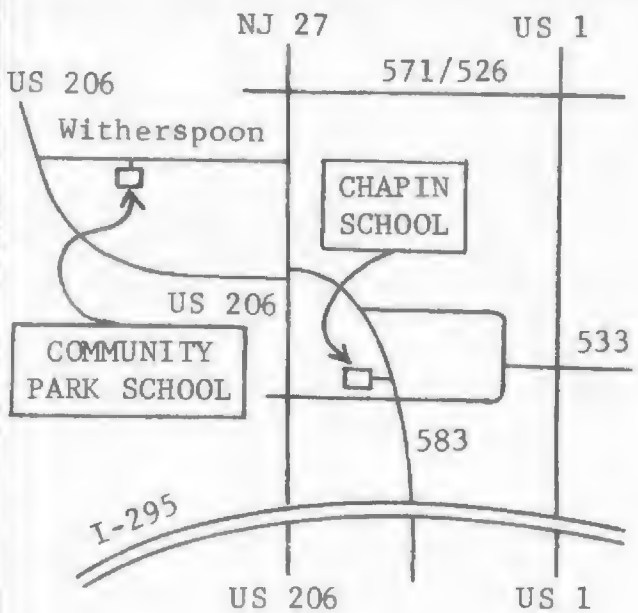 NJ 27
US 1
US 206
571/526
Witherspoon
CHAPIN
SCHOOL
US 206
COMMUNITY
PARK SCHOOL
533
583
I-295
US 206
US 1